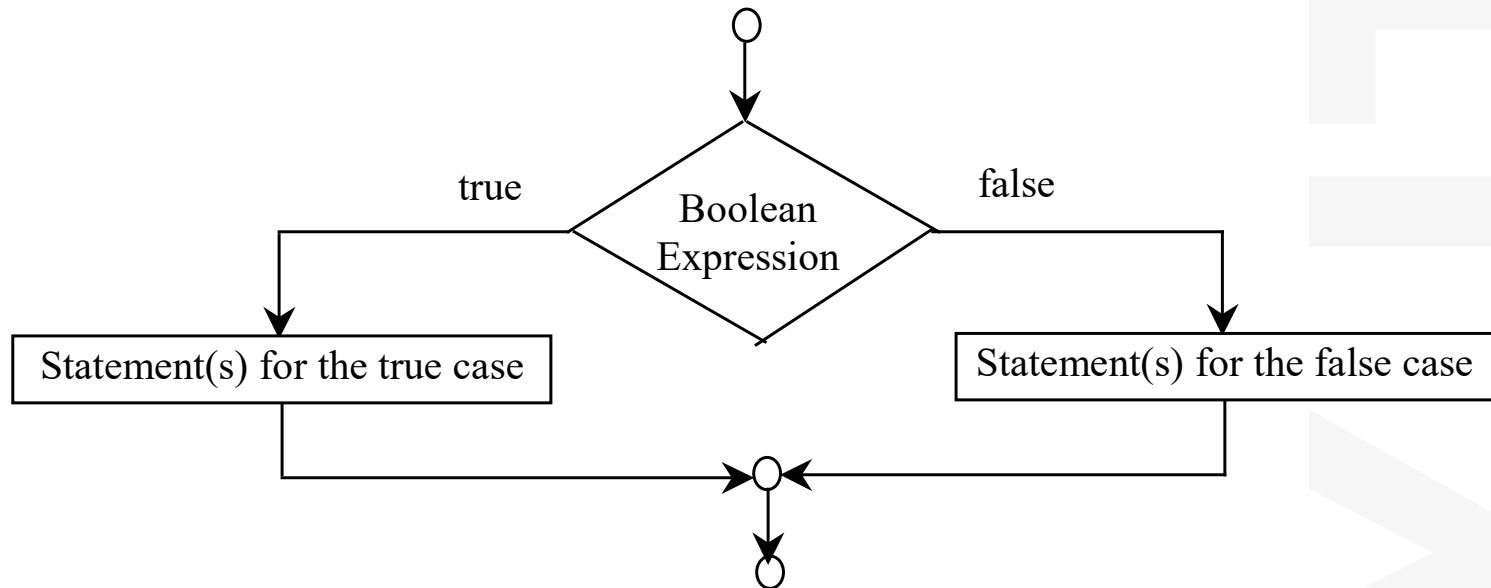 true
false
Boolean
Expression
Statement(s) for the true case
Statement(s) for the false case